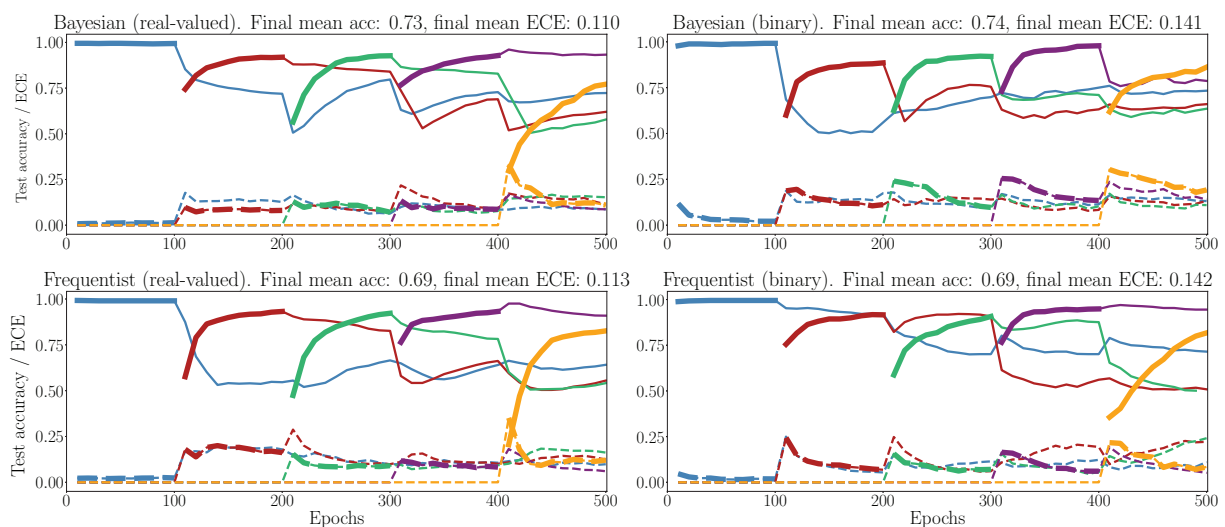 Bayesian (real-valued). Final mean acc: 0.73, final mean ECE: 0.110
Test accuracy / ECE
1.00
0.75
0.50
0.25
0.00
0 100 200 300 400 500
Bayesian (binary). Final mean acc: 0.74, final mean ECE: 0.141
1.00
0.75
0.50
0.25
0.00
0 100 200 300 400 500
Frequentist (real-valued). Final mean acc: 0.69, final mean ECE: 0.113
Test accuracy / ECE
1.00
0.75
0.50
0.25
0.00
0 100 200 300 400 500
Epochs
Frequentist (binary). Final mean acc: 0.69, final mean ECE: 0.142
1.00
0.75
0.50
0.25
0.00
0 100 200 300 400 500
Epochs